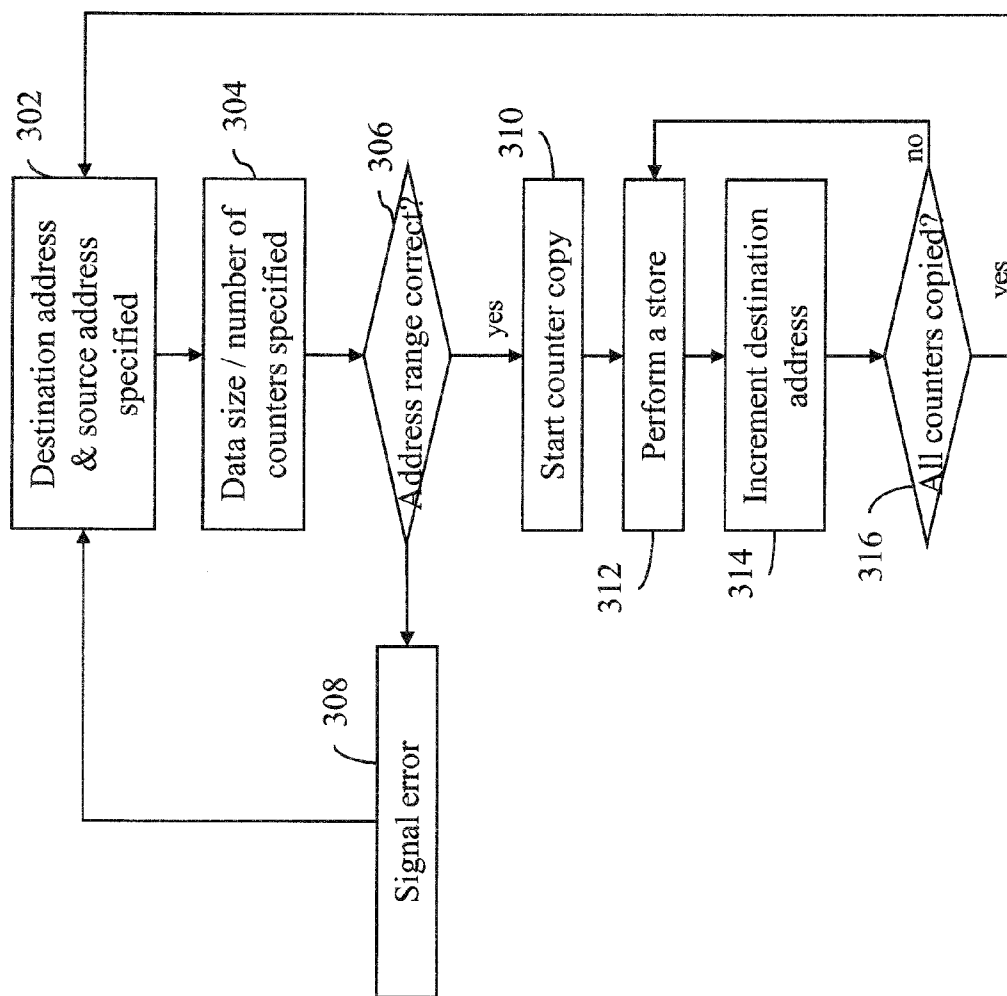 302
Destination address
& source address
specified
304
Data size / number of
counters specified
306
Address range correct?
308
Signal error
yes
310
Start counter copy
312
Perform a store
314
Increment destination
address
316
All counters copied?
no
yes